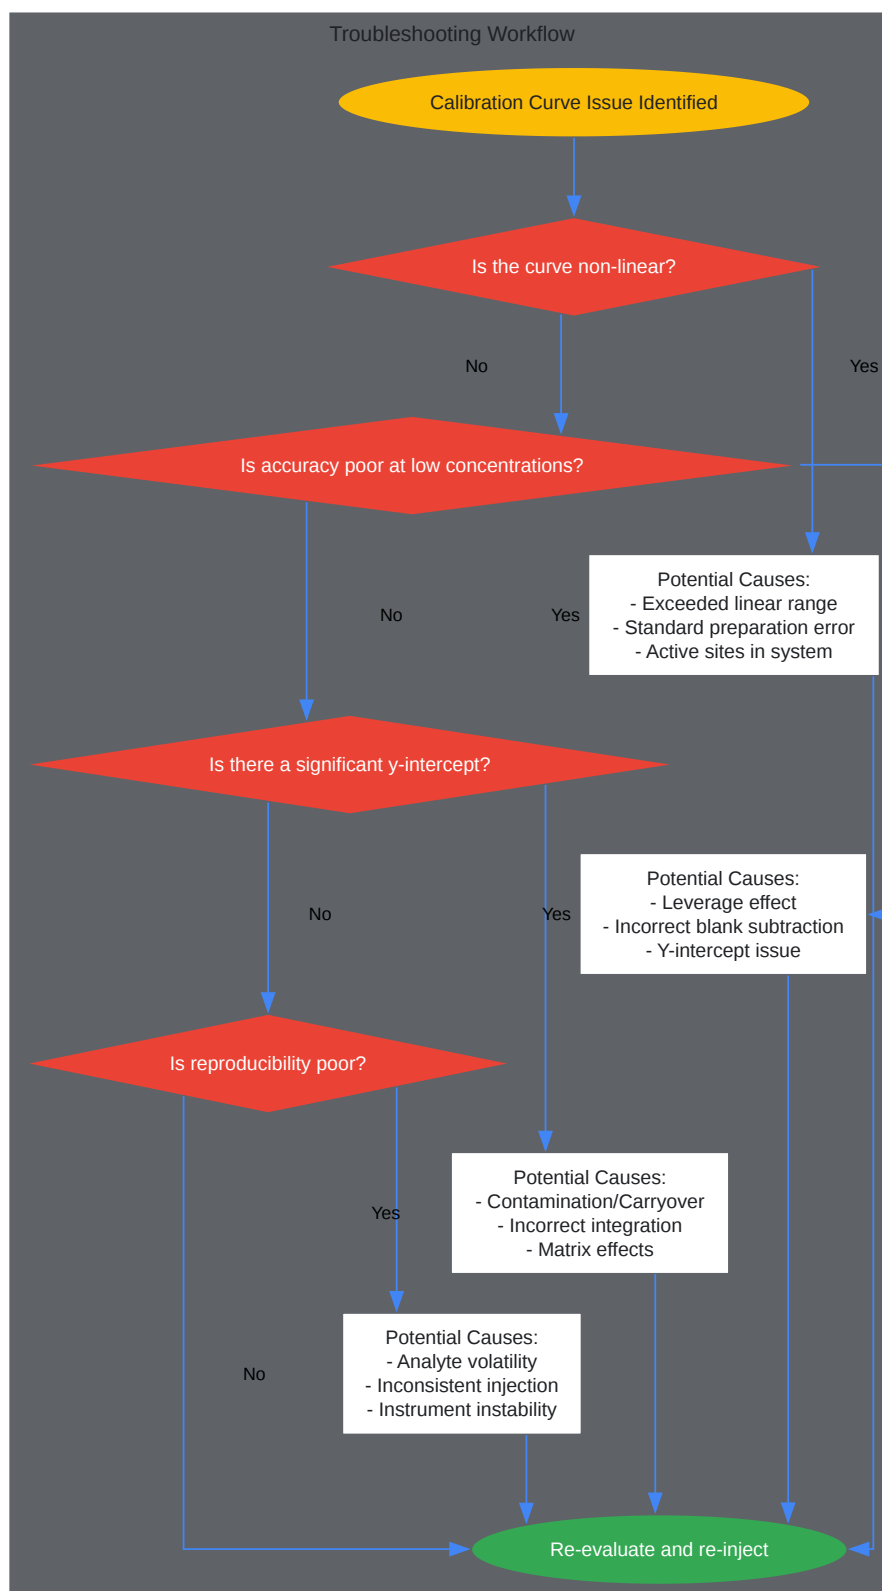 Troubleshooting Workflow
Calibration Curve Issue Identified
Is the curve non-linear?
No
Yes
Is accuracy poor at low concentrations?
Potential Causes:
- Exceeded linear range
- Standard preparation error
- Active sites in system
No
Yes
Is there a significant y-intercept?
Potential Causes:
- Leverage effect
- Incorrect blank subtraction
- Y-intercept issue
No
Yes
Is reproducibility poor?
Potential Causes:
- Contamination/Carryover
- Incorrect integration
- Matrix effects
Yes
Potential Causes:
- Analyte volatility
- Inconsistent injection
- Instrument instability
No
Re-evaluate and re-inject